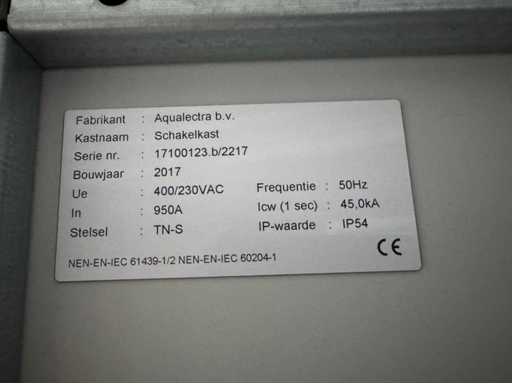 Fabrikant : Aqualectra b.v.
Kastnaam : Schakelkast
Serie nr. : 17100123.b/2217
Bouwjaar : 2017
Ue : 400/230VAC Frequentie : 50Hz
In : 950A Icw (1 sec) : 45,0kA
Stelsel : TN-S IP-waarde : IP54
CE
NEN-EN-IEC 61439-1/2 NEN-EN-IEC 60204-1